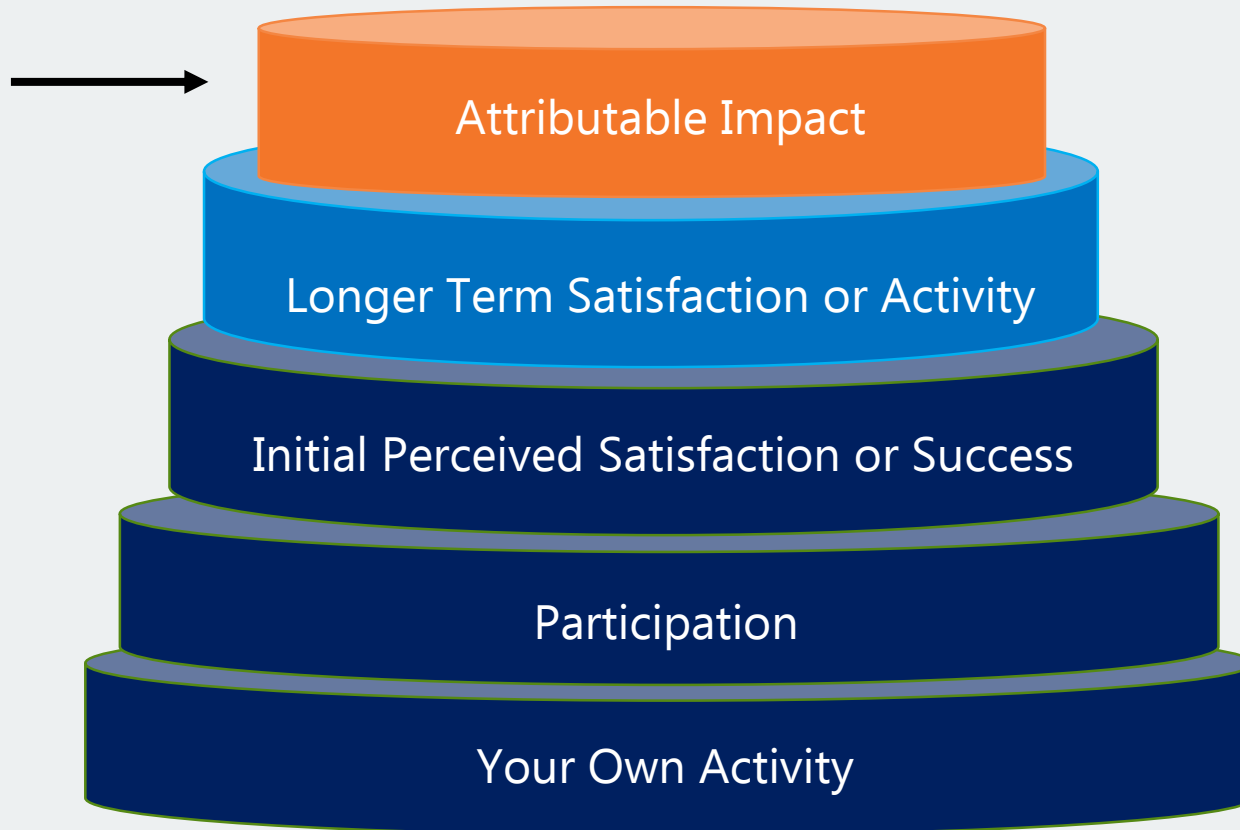 Attributable Impact
Longer Term Satisfaction or Activity
Initial Perceived Satisfaction or Success
Participation
Your Own Activity